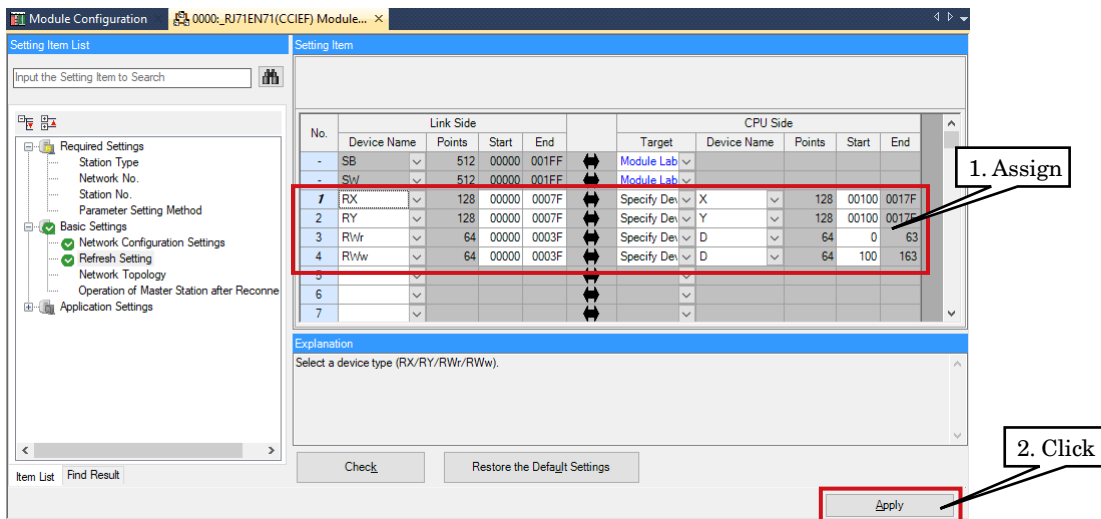 Module Configuration
0000:_RJ71EN71(CCIEF) Module...
Setting Item List
Input the Setting Item to Search
Required Settings
Station Type
Network No.
Station No.
Parameter Setting Method
Basic Settings
Network Configuration Settings
Refresh Setting
Network Topology
Operation of Master Station after Reconne
Application Settings
Item List Find Result
Setting Item
No. Link Side CPU Side
Device Name Points Start End Target Device Name Points Start End
- SB 512 00000 001FF Module Lab
- SW 512 00000 001FF Module Lab
1 RX 128 00000 0007F Specify Dev X 128 00100 0017F
2 RY 128 00000 0007F Specify Dev Y 128 00100 0017F
3 RWr 64 00000 0003F Specify Dev D 64 0 63
4 RWw 64 00000 0003F Specify Dev D 64 100 163
5
6
7
1. Assign
Explanation
Select a device type (RX/RY/RWr/RWw).
Check Restore the Default Settings
2. Click
Apply